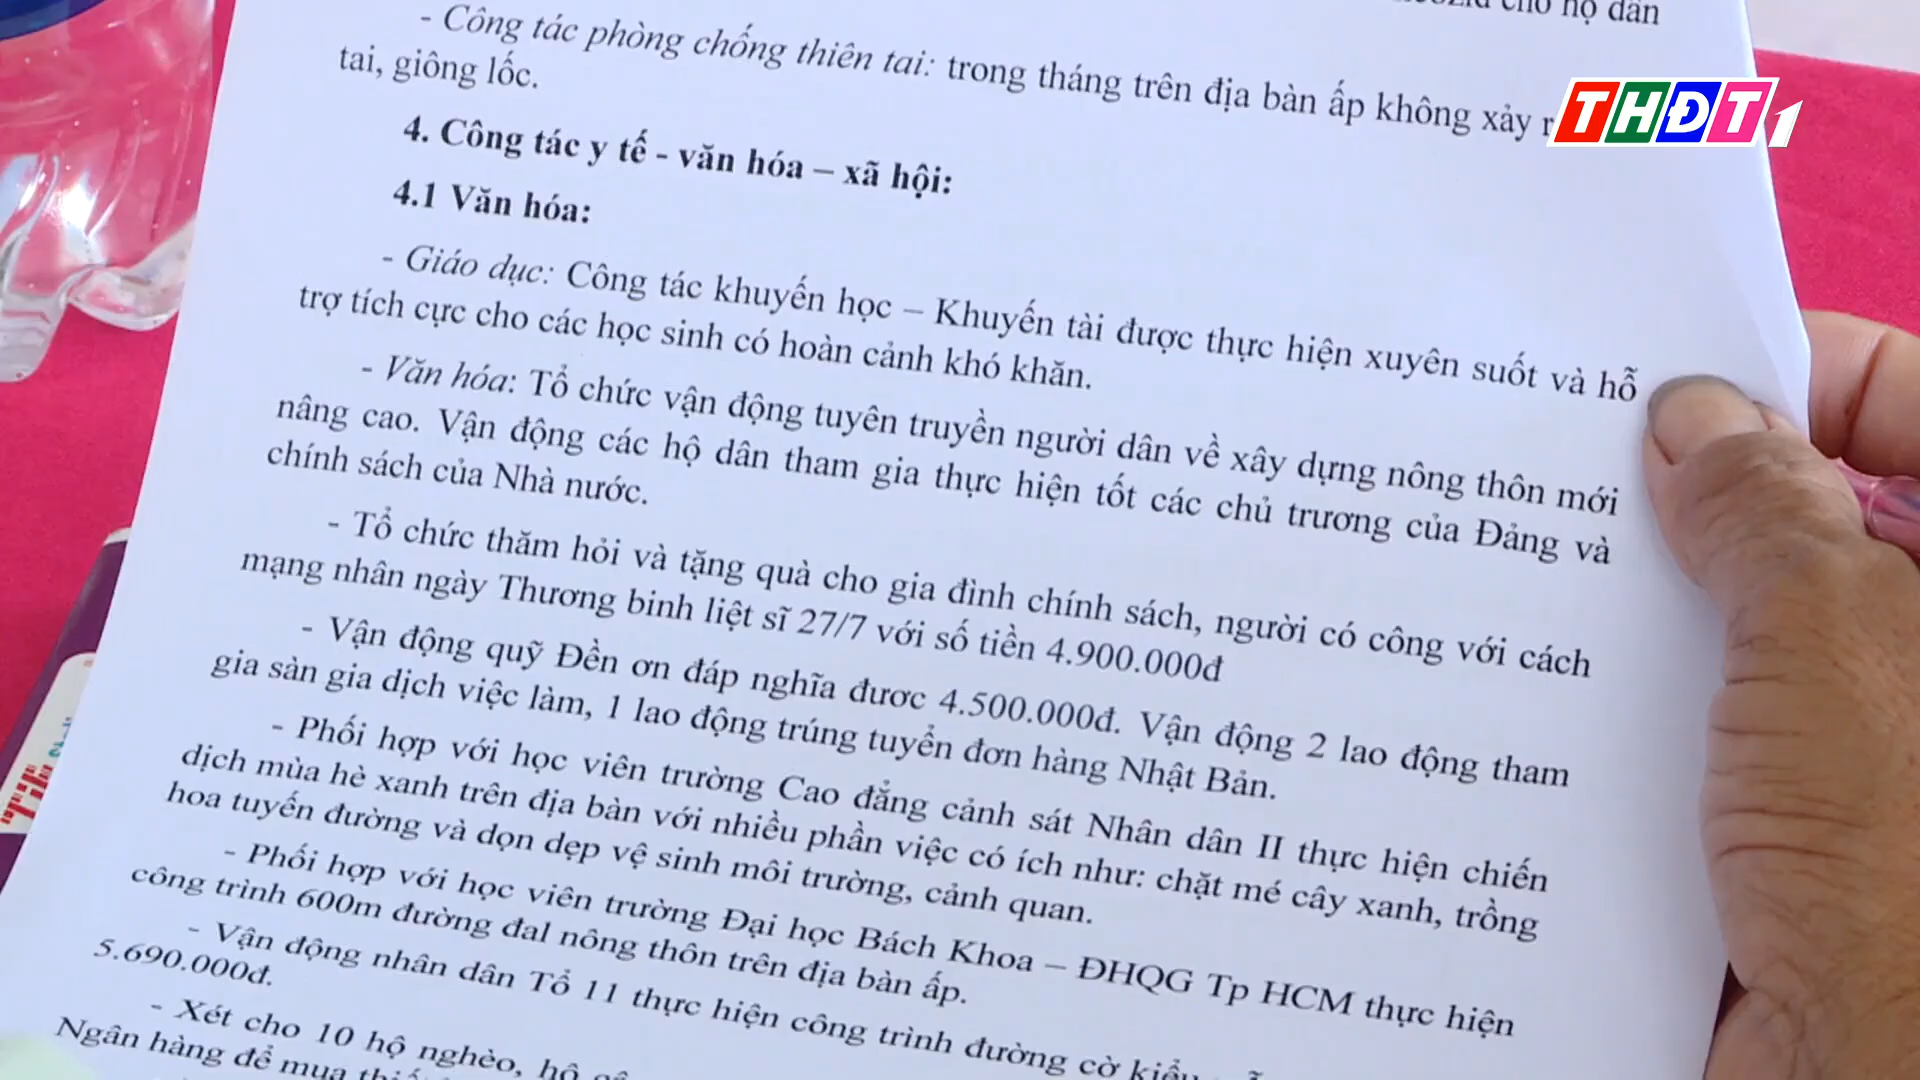 cho hộ dân
- Công tác phòng chống thiên tai: trong tháng trên địa bàn ấp không xảy
tai, giông lốc.
THĐT1
4. Công tác y tế - văn hóa – xã hội:
4.1 Văn hóa:
- Giáo dục: Công tác khuyến học – Khuyến tài được thực hiện xuyên suốt và hỗ
trợ tích cực cho các học sinh có hoàn cảnh khó khăn.
- Văn hóa: Tổ chức vận động tuyên truyền người dân về xây dựng nông thôn mới
nâng cao. Vận động các hộ dân tham gia thực hiện tốt các chủ trương của Đảng và
chính sách của Nhà nước.
- Tổ chức thăm hỏi và tặng quà cho gia đình chính sách, người có công với cách
mạng nhân ngày Thương binh liệt sĩ 27/7 với số tiền 4.900.000đ
- Vận động quỹ Đền ơn đáp nghĩa đươc 4.500.000đ. Vận động 2 lao động tham
gia sàn gia dịch việc làm, 1 lao động trúng tuyển đơn hàng Nhật Bản.
- Phối hợp với học viên trường Cao đẳng cảnh sát Nhân dân II thực hiện chiến
dịch mùa hè xanh trên địa bàn với nhiều phần việc có ích như: chặt mé cây xanh, trồng
hoa tuyến đường và dọn dẹp vệ sinh môi trường, cảnh quan.
- Phối hợp với học viên trường Đại học Bách Khoa – ĐHQG Tp HCM thực hiện
công trình 600m đường đal nông thôn trên địa bàn ấp.
- Vận động nhân dân Tổ 11 thực hiện công trình đường cờ kiểu
5.690.000đ.
- Xét cho 10 hộ nghèo, hộ
Ngân hàng để mua